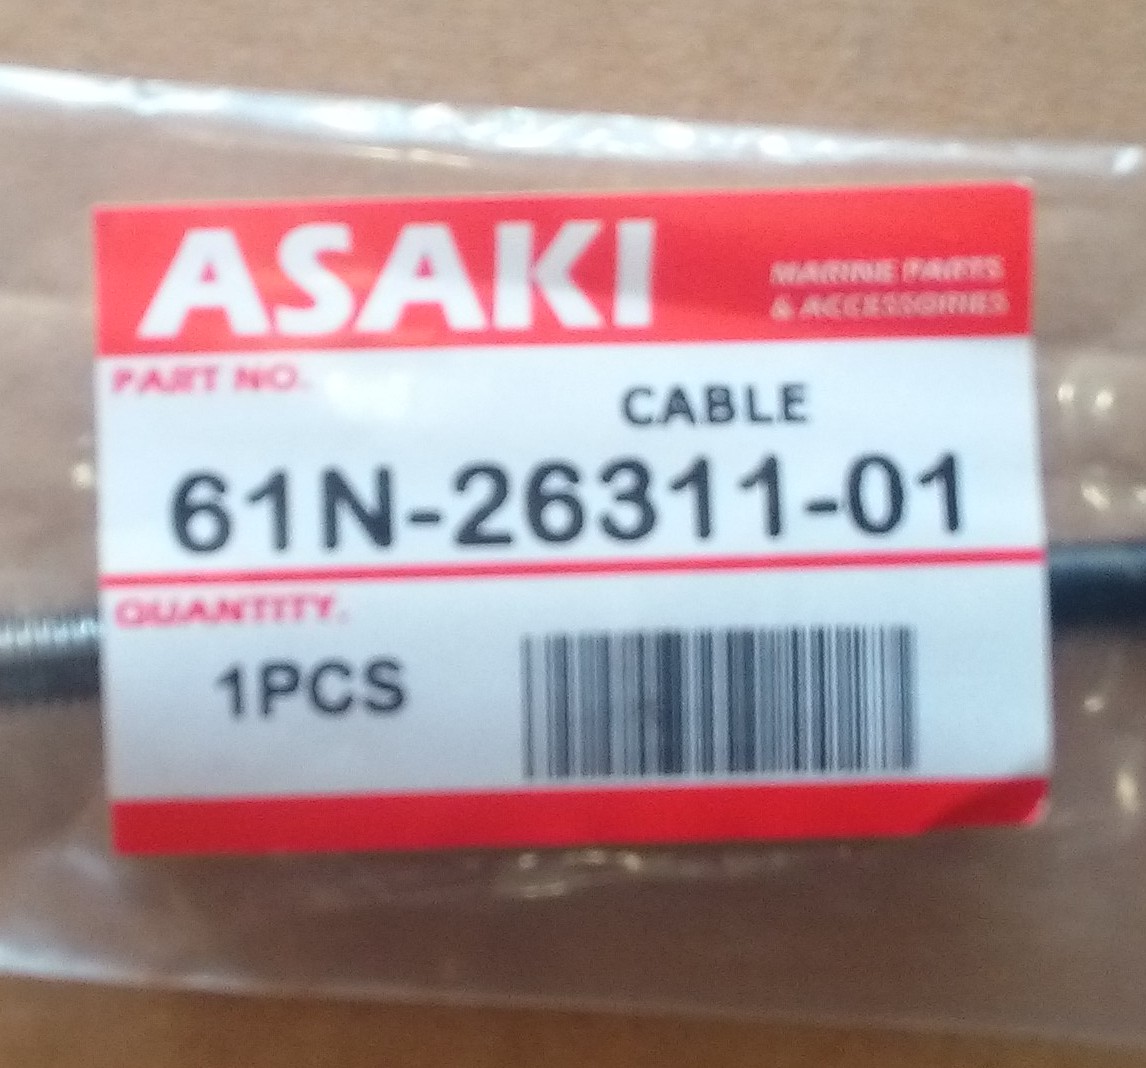 ASAKI
MARINE PARTS
& ACCESSORIES
PART NO.
CABLE
61N-26311-01
QUANTITY.
1PCS